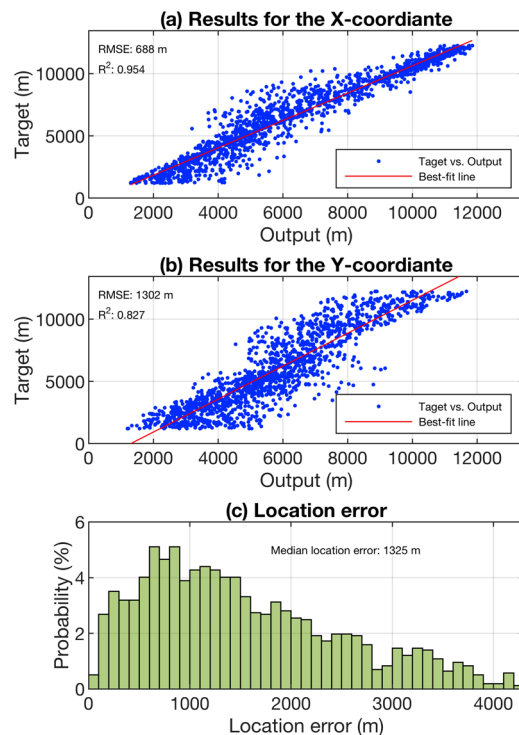 (a) Results for the X-coordiante
RMSE: 688 m
R²: 0.954
Target (m)
10000
5000
0
Taget vs. Output
Best-fit line
0 2000 4000 6000 8000 10000 12000
Output (m)
(b) Results for the Y-coordiante
RMSE: 1302 m
R²: 0.827
Target (m)
10000
5000
0
Taget vs. Output
Best-fit line
0 2000 4000 6000 8000 10000 12000
Output (m)
(c) Location error
Median location error: 1325 m
Probability (%)
6
4
2
0
0 1000 2000 3000 4000
Location error (m)